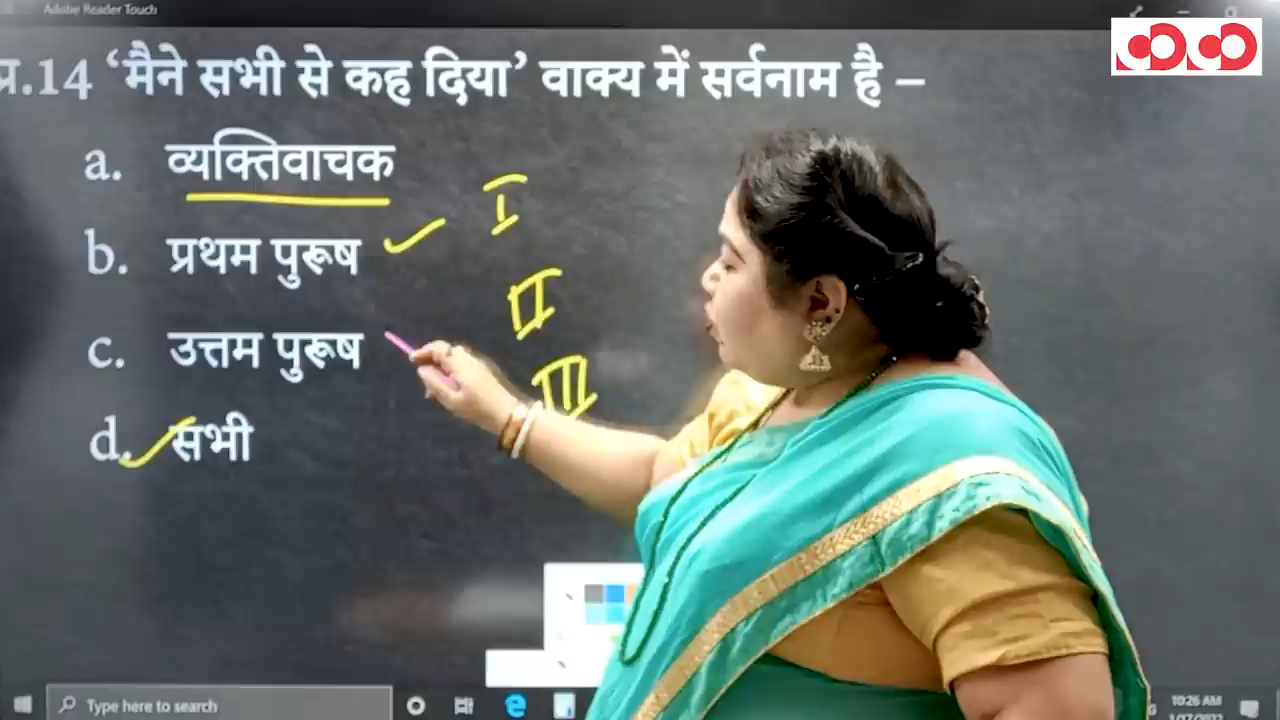 Adobe Reader Touch
प्र.14 ‘मैने सभी से कह दिया’ वाक्य में सर्वनाम है –
a. व्यक्तिवाचक
I
b. प्रथम पुरूष
II
c. उत्तम पुरूष
III
d. सभी
Type here to search
10:26 AM